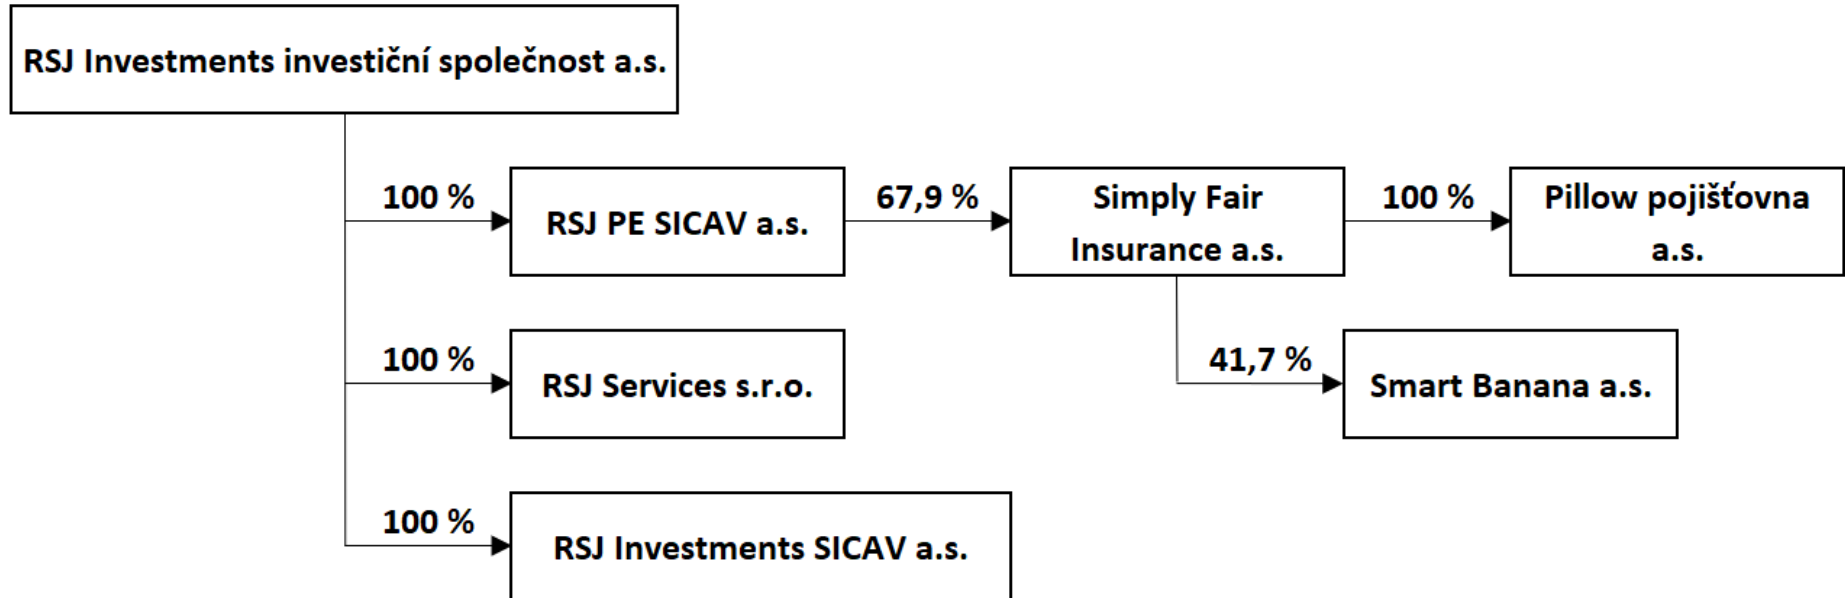 RSJ Investments investiční společnost a.s.
100 %
RSJ PE SICAV a.s.
67,9 %
Simply Fair
Insurance a.s.
100 %
Pillow pojišťovna
a.s.
100 %
RSJ Services s.r.o.
41,7 %
Smart Banana a.s.
100 %
RSJ Investments SICAV a.s.